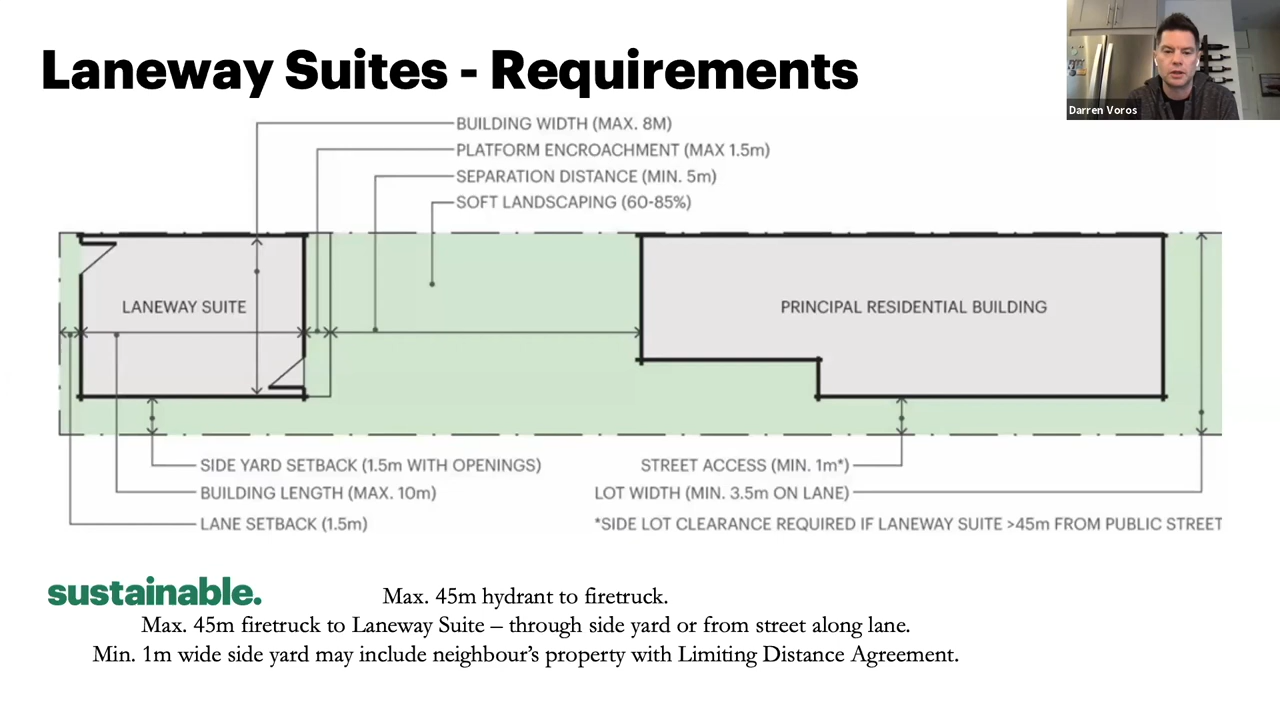 Laneway Suites - Requirements
Darren Voros
BUILDING WIDTH (MAX. 8M)
PLATFORM ENCROACHMENT (MAX 1.5m)
SEPARATION DISTANCE (MIN. 5m)
SOFT LANDSCAPING (60-85%)
LANEWAY SUITE
PRINCIPAL RESIDENTIAL BUILDING
SIDE YARD SETBACK (1.5m WITH OPENINGS)
BUILDING LENGTH (MAX. 10m)
LANE SETBACK (1.5m)
STREET ACCESS (MIN. 1m*)
LOT WIDTH (MIN. 3.5m ON LANE)
*SIDE LOT CLEARANCE REQUIRED IF LANEWAY SUITE >45m FROM PUBLIC STREET
sustainable.
Max. 45m hydrant to firetruck.
Max. 45m firetruck to Laneway Suite – through side yard or from street along lane.
Min. 1m wide side yard may include neighbour’s property with Limiting Distance Agreement.